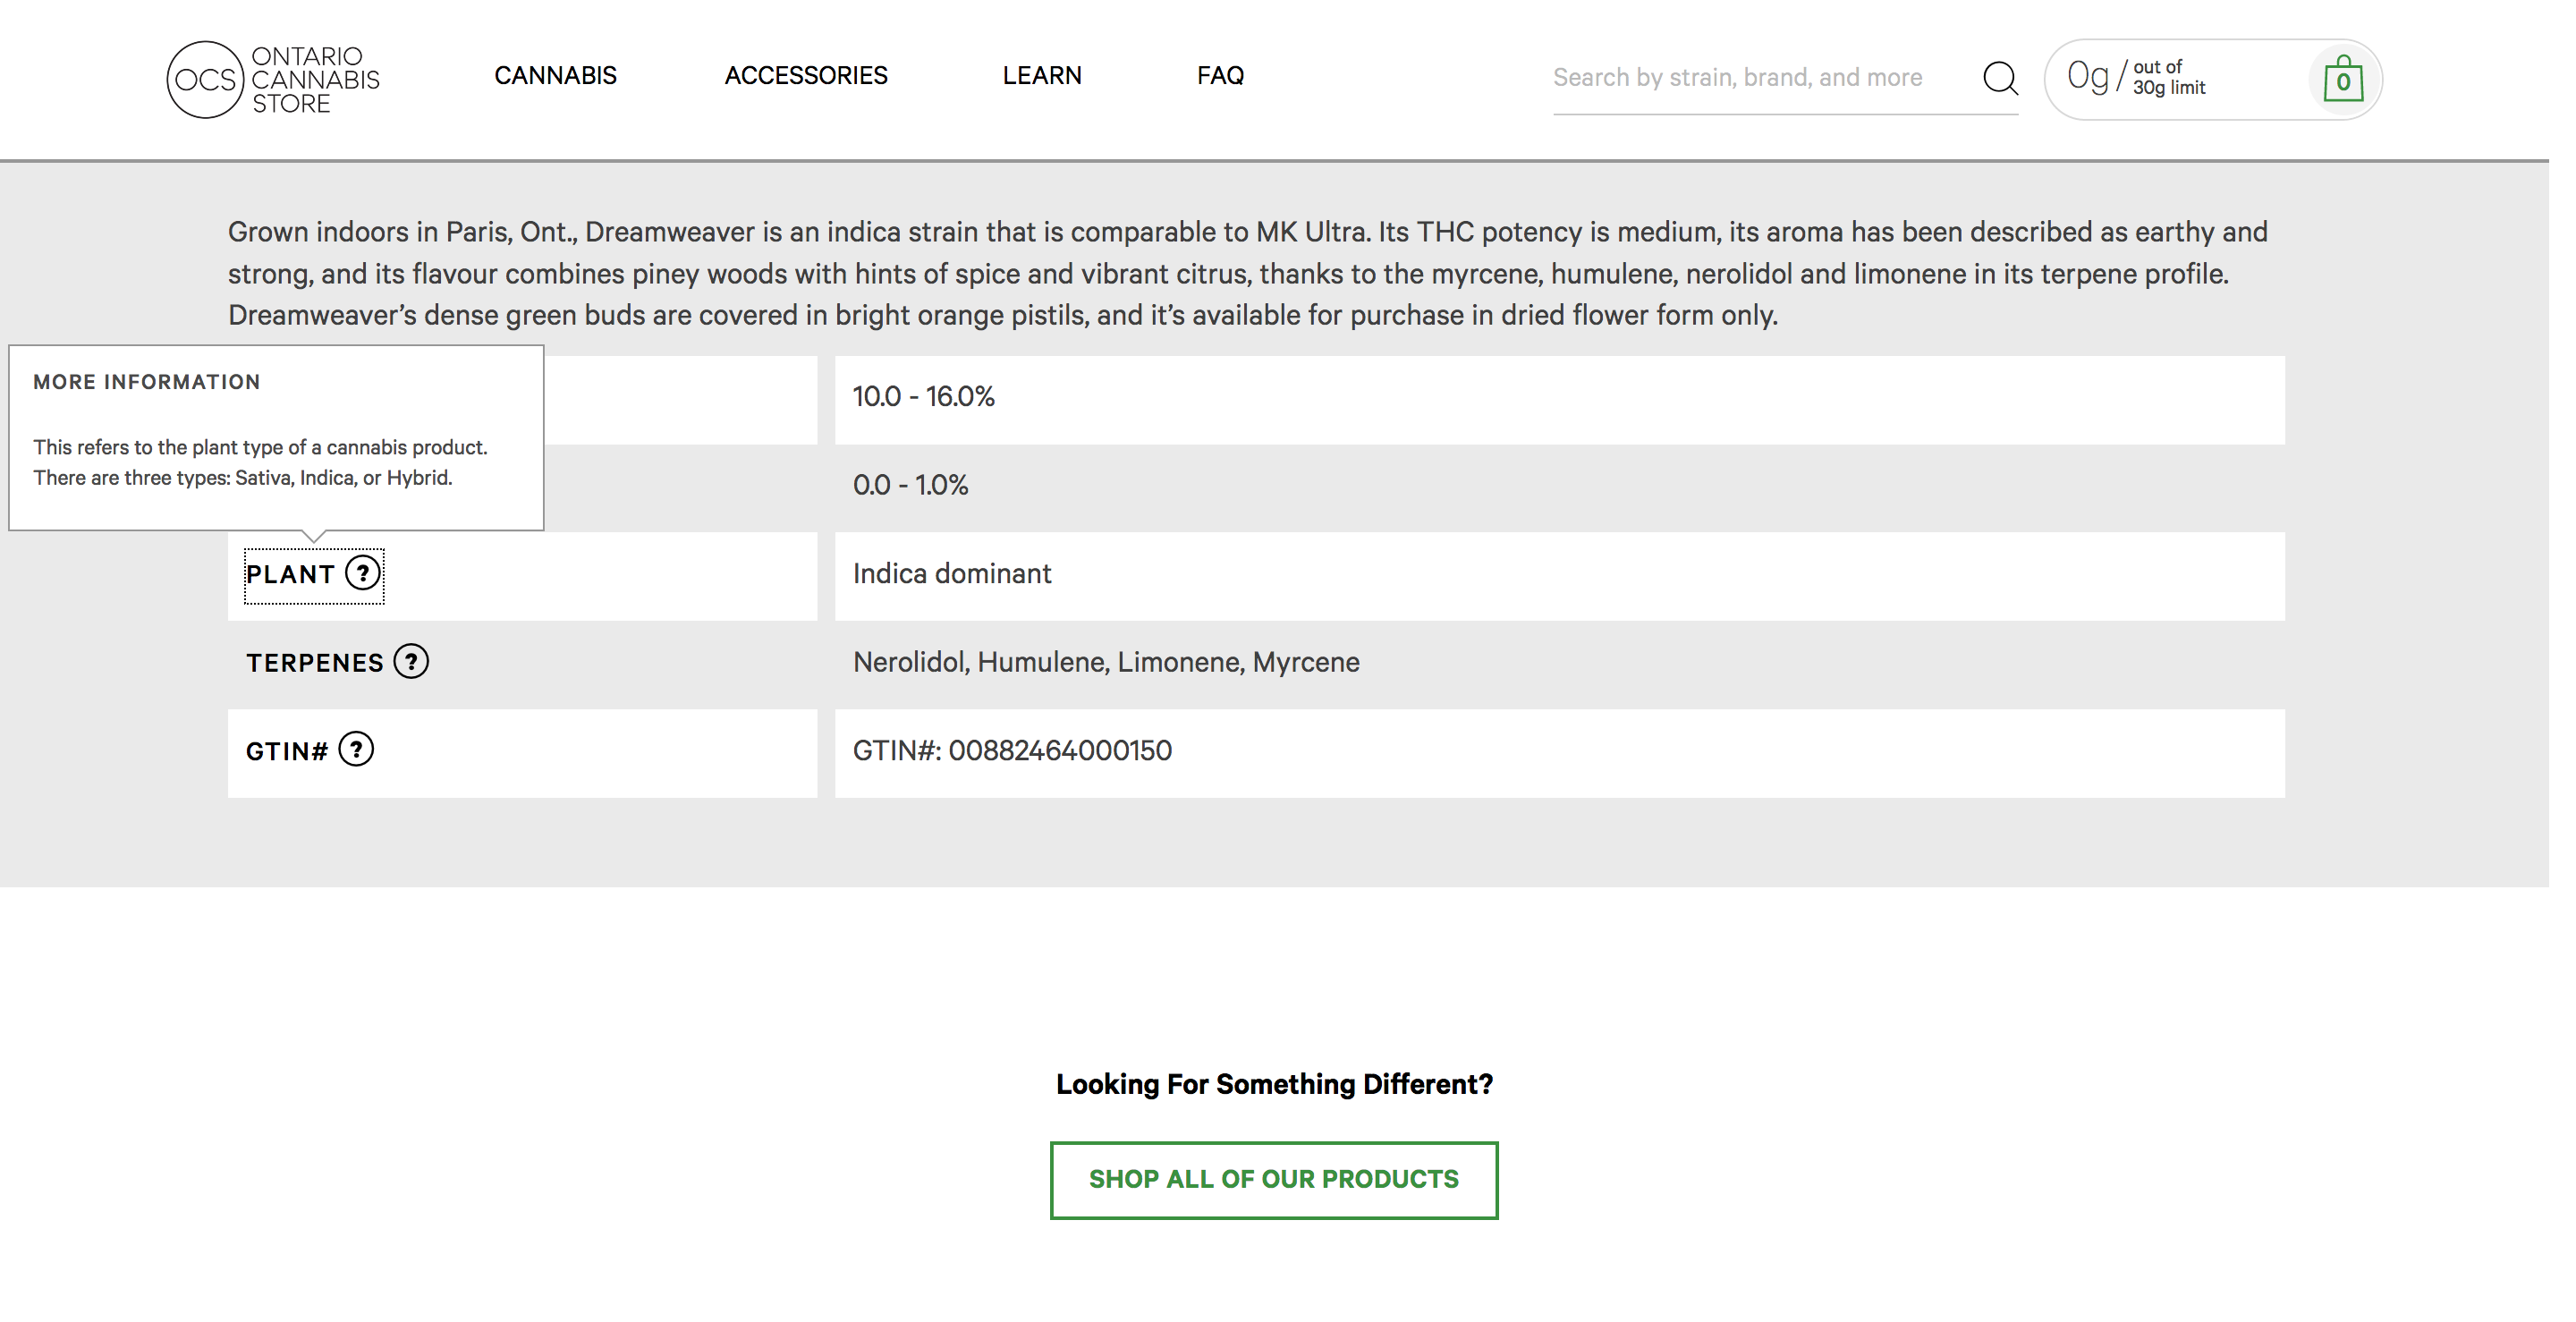 OCS
ONTARIO
CANNABIS
STORE
CANNABIS
ACCESSORIES
LEARN
FAQ
Search by strain, brand, and more
0g / out of
30g limit
0
Grown indoors in Paris, Ont., Dreamweaver is an indica strain that is comparable to MK Ultra. Its THC potency is medium, its aroma has been described as earthy and
strong, and its flavour combines piney woods with hints of spice and vibrant citrus, thanks to the myrcene, humulene, nerolidol and limonene in its terpene profile.
Dreamweaver’s dense green buds are covered in bright orange pistils, and it’s available for purchase in dried flower form only.
MORE INFORMATION
This refers to the plant type of a cannabis product.
There are three types: Sativa, Indica, or Hybrid.
10.0 - 16.0%
0.0 - 1.0%
PLANT ?
Indica dominant
TERPENES ?
Nerolidol, Humulene, Limonene, Myrcene
GTIN# ?
GTIN#: 00882464000150
Looking For Something Different?
SHOP ALL OF OUR PRODUCTS